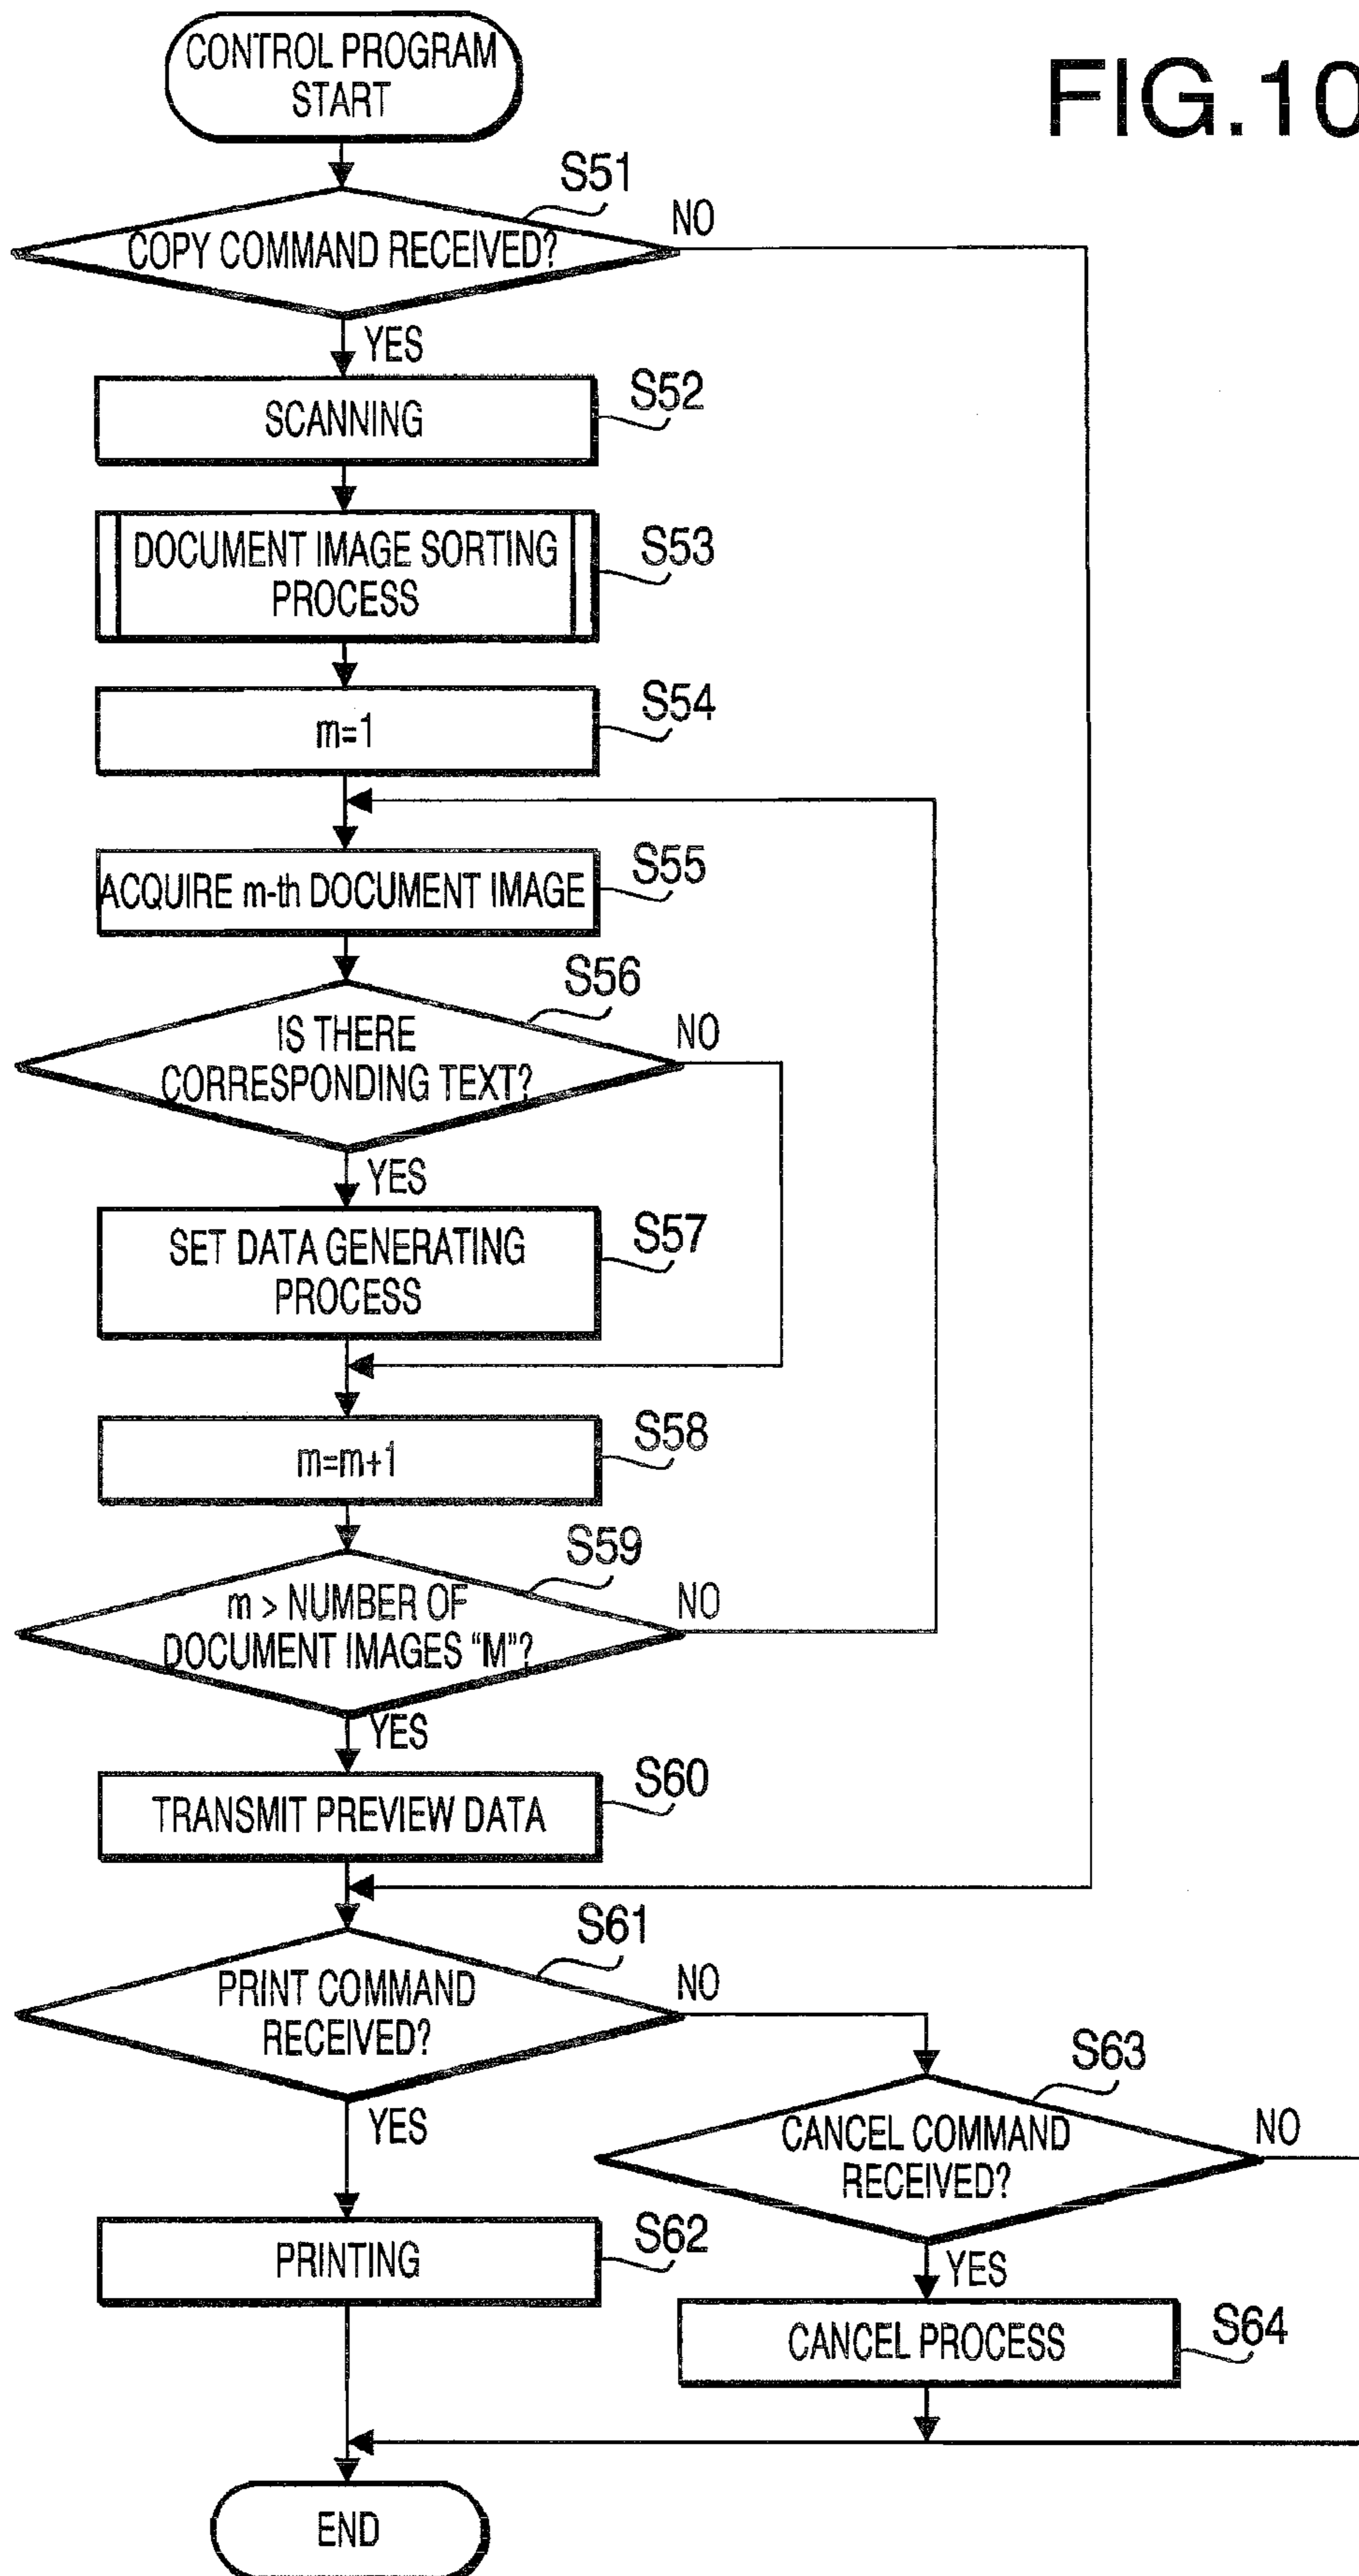 FIG.10
CONTROL PROGRAM
START
S51
COPY COMMAND RECEIVED?
NO
YES
S52
SCANNING
S53
DOCUMENT IMAGE SORTING
PROCESS
S54
m=1
S55
ACQUIRE m-th DOCUMENT IMAGE
S56
IS THERE
CORRESPONDING TEXT?
NO
YES
S57
SET DATA GENERATING
PROCESS
S58
m=m+1
S59
m > NUMBER OF
DOCUMENT IMAGES “M”?
NO
YES
S60
TRANSMIT PREVIEW DATA
S61
PRINT COMMAND
RECEIVED?
NO
YES
S63
CANCEL COMMAND
RECEIVED?
NO
YES
S62
PRINTING
S64
CANCEL PROCESS
END